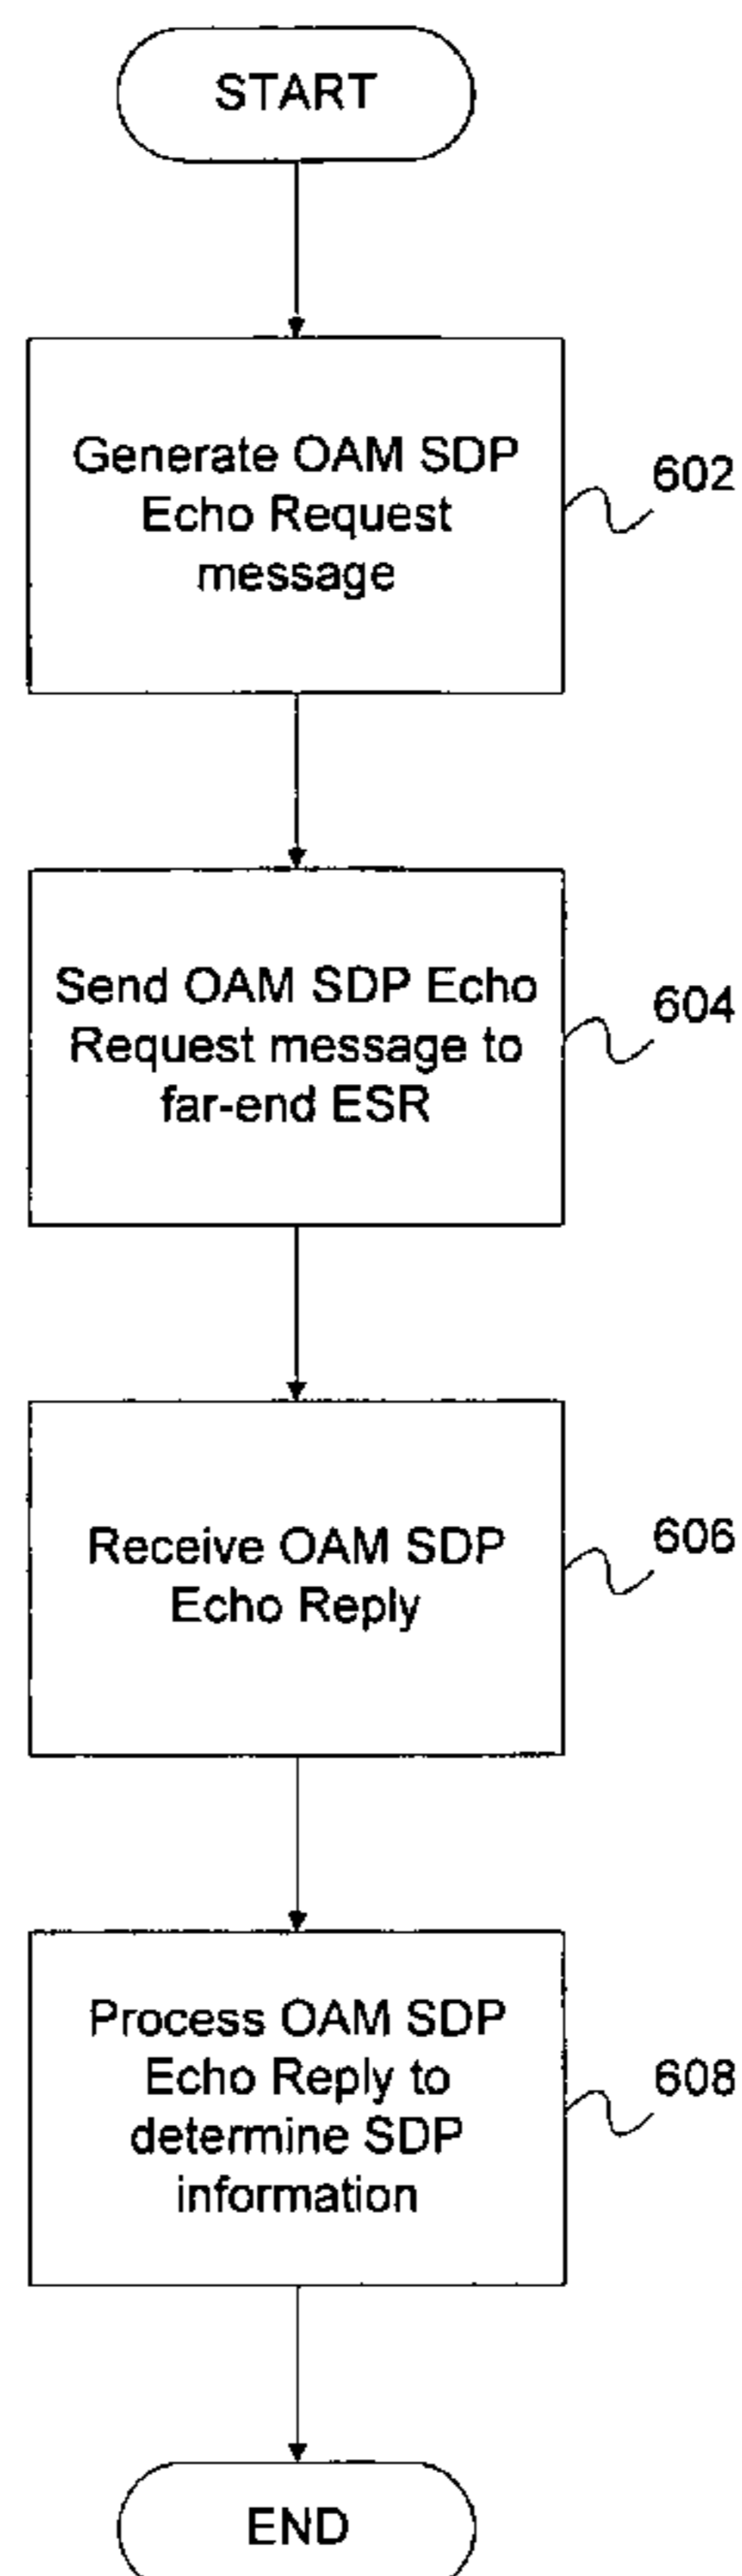 START
Generate OAM SDP
Echo Request
message
602
Send OAM SDP Echo
Request message to
far-end ESR
604
Receive OAM SDP
Echo Reply
606
Process OAM SDP
Echo Reply to
determine SDP
information
608
END